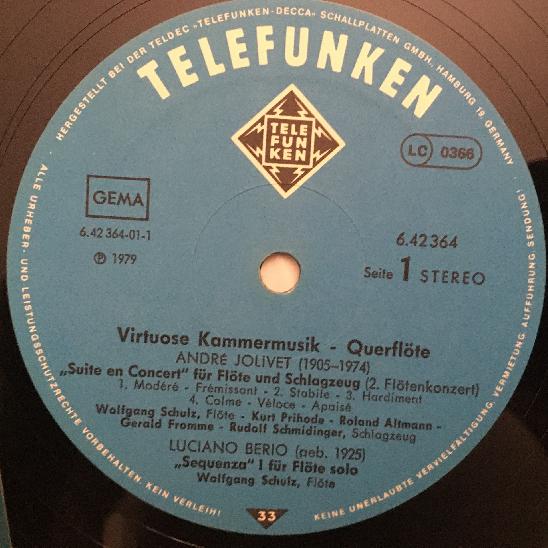 HERGESTELLT BEI DER TELDEC »TELEFUNKEN-DECCA« SCHALLPLATTEN GMBH, HAMBURG 19, GERMANY
TELEFUNKEN
TELE
FUN
KEN
LC 0366
GEMA
6.42 364-01-1
℗ 1979
6.42 364
Seite 1 STEREO
Virtuose Kammermusik - Querflöte
ANDRÉ JOLIVET (1905-1974)
„Suite en Concert" für Flöte und Schlagzeug (2. Flötenkonzert)
1. Modéré - Frémissant - 2. Stabile - 3. Hardiment
4. Calme - Véloce - Apaisé
Wolfgang Schulz, Flöte - Kurt Prihoda - Roland Altmann -
Gerald Fromme - Rudolf Schmidinger, Schlagzeug
LUCIANO BERIO (geb. 1925)
„Sequenza" I für Flöte solo
Wolfgang Schulz, Flöte
33
ALLE URHEBER- UND LEISTUNGSSCHUTZRECHTE VORBEHALTEN. KEIN VERLEIH!
KEINE UNERLAUBTE VERVIELFÄLTIGUNG, VERMIETUNG, AUFFÜHRUNG, SENDUNG!